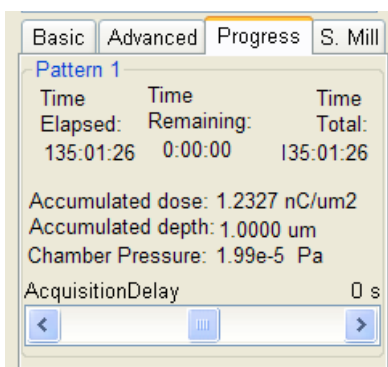 Basic Advanced Progress S. Mill
Pattern 1
Time Time Time
Elapsed: Remaining: Total:
135:01:26 0:00:00 135:01:26
Accumulated dose: 1.2327 nC/um2
Accumulated depth: 1.0000 um
Chamber Pressure: 1.99e-5 Pa
AcquisitionDelay 0 s